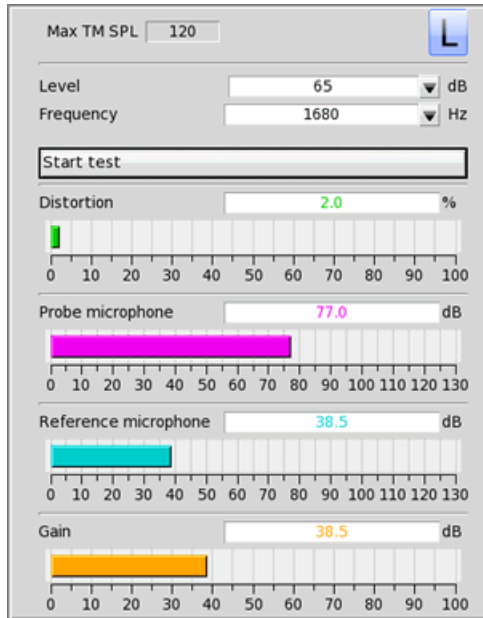 Max TM SPL 120 L
Level 65 dB
Frequency 1680 Hz
Start test
Distortion 2.0 %
0 10 20 30 40 50 60 70 80 90 100
Probe microphone 77.0 dB
0 10 20 30 40 50 60 70 80 90 100 110 120 130
Reference microphone 38.5 dB
0 10 20 30 40 50 60 70 80 90 100 110 120 130
Gain 38.5 dB
0 10 20 30 40 50 60 70 80 90 100